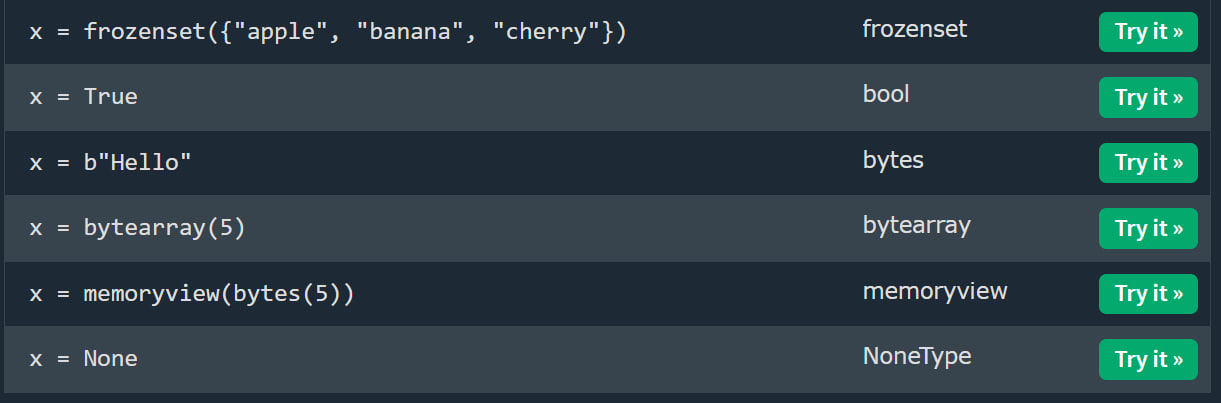 x = frozenset({"apple", "banana", "cherry"}) frozenset Try it »
x = True bool Try it »
x = b"Hello" bytes Try it »
x = bytearray(5) bytearray Try it »
x = memoryview(bytes(5)) memoryview Try it »
x = None NoneType Try it »